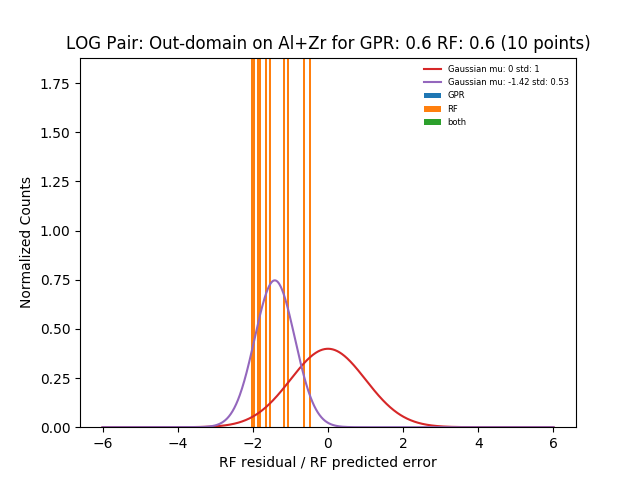 LOG Pair: Out-domain on Al+Zr for GPR: 0.6 RF: 0.6 (10 points)
Gaussian mu: 0 std: 1
Gaussian mu: -1.42 std: 0.53
GPR
RF
both
1.75
1.50
1.25
1.00
0.75
0.50
0.25
0.00
Normalized Counts
−6 −4 −2 0 2 4 6
RF residual / RF predicted error